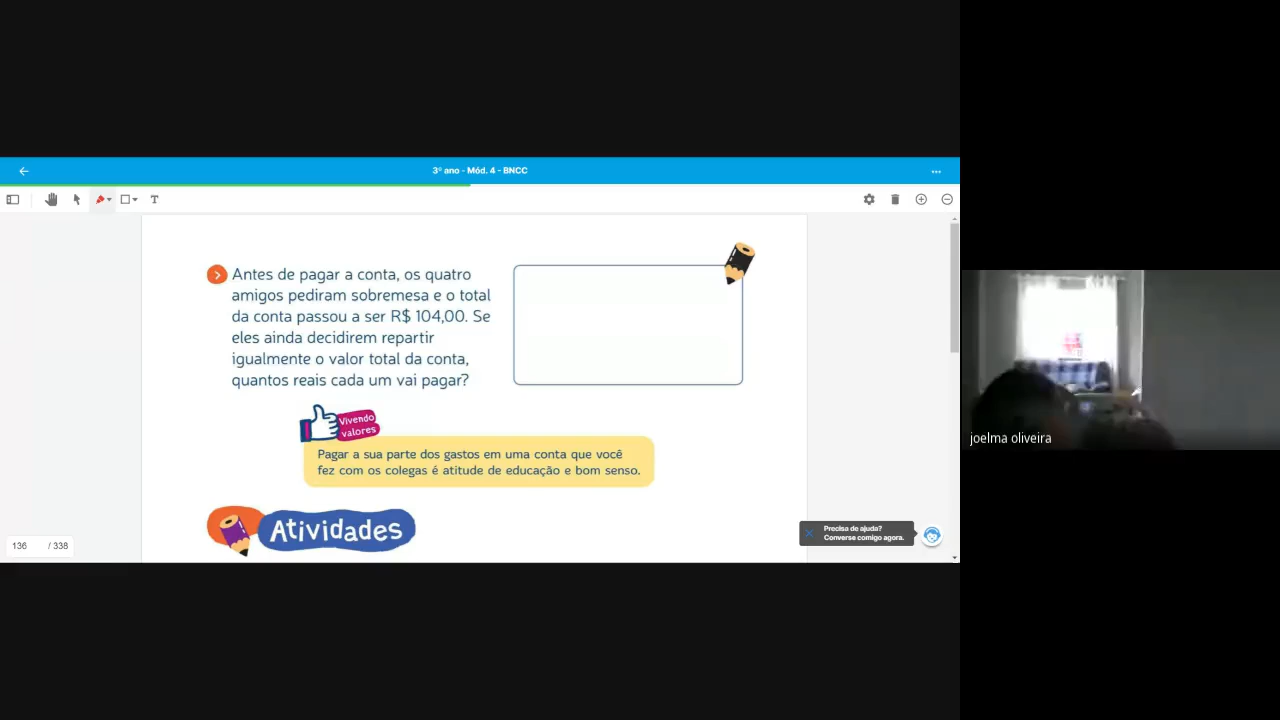 3º ano - Mód. 4 - BNCC
T
Antes de pagar a conta, os quatro
amigos pediram sobremesa e o total
da conta passou a ser R$ 104,00. Se
eles ainda decidirem repartir
igualmente o valor total da conta,
quantos reais cada um vai pagar?
Vivendo
valores
Pagar a sua parte dos gastos em uma conta que você
fez com os colegas é atitude de educação e bom senso.
Atividades
136 / 338
Precisa de ajuda?
Converse comigo agora.
joelma oliveira